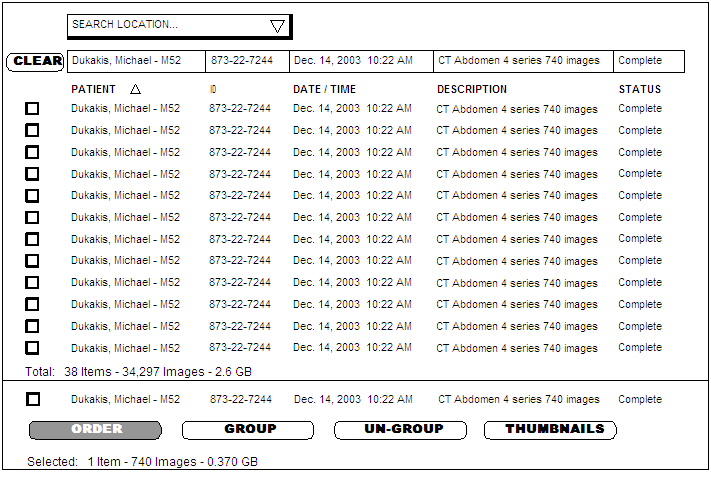 SEARCH LOCATION...
CLEAR Dukakis, Michael - M52 873-22-7244 Dec. 14, 2003 10:22 AM CT Abdomen 4 series 740 images Complete
PATIENT ID DATE / TIME DESCRIPTION STATUS
Dukakis, Michael - M52 873-22-7244 Dec. 14, 2003 10:22 AM CT Abdomen 4 series 740 images Complete
Dukakis, Michael - M52 873-22-7244 Dec. 14, 2003 10:22 AM CT Abdomen 4 series 740 images Complete
Dukakis, Michael - M52 873-22-7244 Dec. 14, 2003 10:22 AM CT Abdomen 4 series 740 images Complete
Dukakis, Michael - M52 873-22-7244 Dec. 14, 2003 10:22 AM CT Abdomen 4 series 740 images Complete
Dukakis, Michael - M52 873-22-7244 Dec. 14, 2003 10:22 AM CT Abdomen 4 series 740 images Complete
Dukakis, Michael - M52 873-22-7244 Dec. 14, 2003 10:22 AM CT Abdomen 4 series 740 images Complete
Dukakis, Michael - M52 873-22-7244 Dec. 14, 2003 10:22 AM CT Abdomen 4 series 740 images Complete
Dukakis, Michael - M52 873-22-7244 Dec. 14, 2003 10:22 AM CT Abdomen 4 series 740 images Complete
Dukakis, Michael - M52 873-22-7244 Dec. 14, 2003 10:22 AM CT Abdomen 4 series 740 images Complete
Dukakis, Michael - M52 873-22-7244 Dec. 14, 2003 10:22 AM CT Abdomen 4 series 740 images Complete
Dukakis, Michael - M52 873-22-7244 Dec. 14, 2003 10:22 AM CT Abdomen 4 series 740 images Complete
Dukakis, Michael - M52 873-22-7244 Dec. 14, 2003 10:22 AM CT Abdomen 4 series 740 images Complete
Total: 38 Items - 34,297 Images - 2.6 GB
Dukakis, Michael - M52 873-22-7244 Dec. 14, 2003 10:22 AM CT Abdomen 4 series 740 images Complete
ORDER GROUP UN-GROUP THUMBNAILS
Selected: 1 Item - 740 Images - 0.370 GB